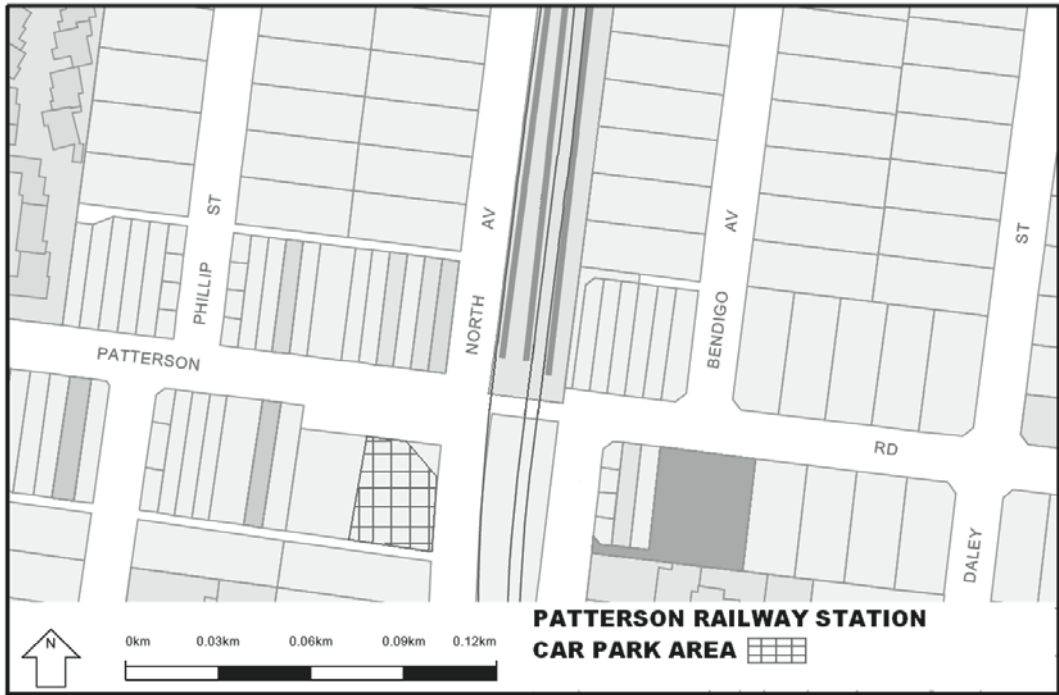 ST
AV
AV
ST
PHILLIP
NORTH
BENDIGO
PATTERSON
RD
DALEY
N
0km 0.03km 0.06km 0.09km 0.12km
PATTERSON RAILWAY STATION
CAR PARK AREA